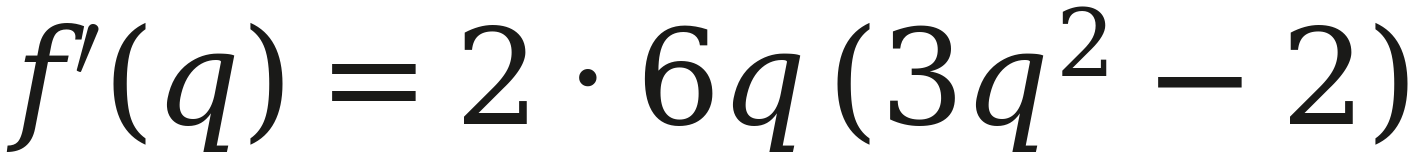 f′(q) = 2 · 6q (3q² − 2)